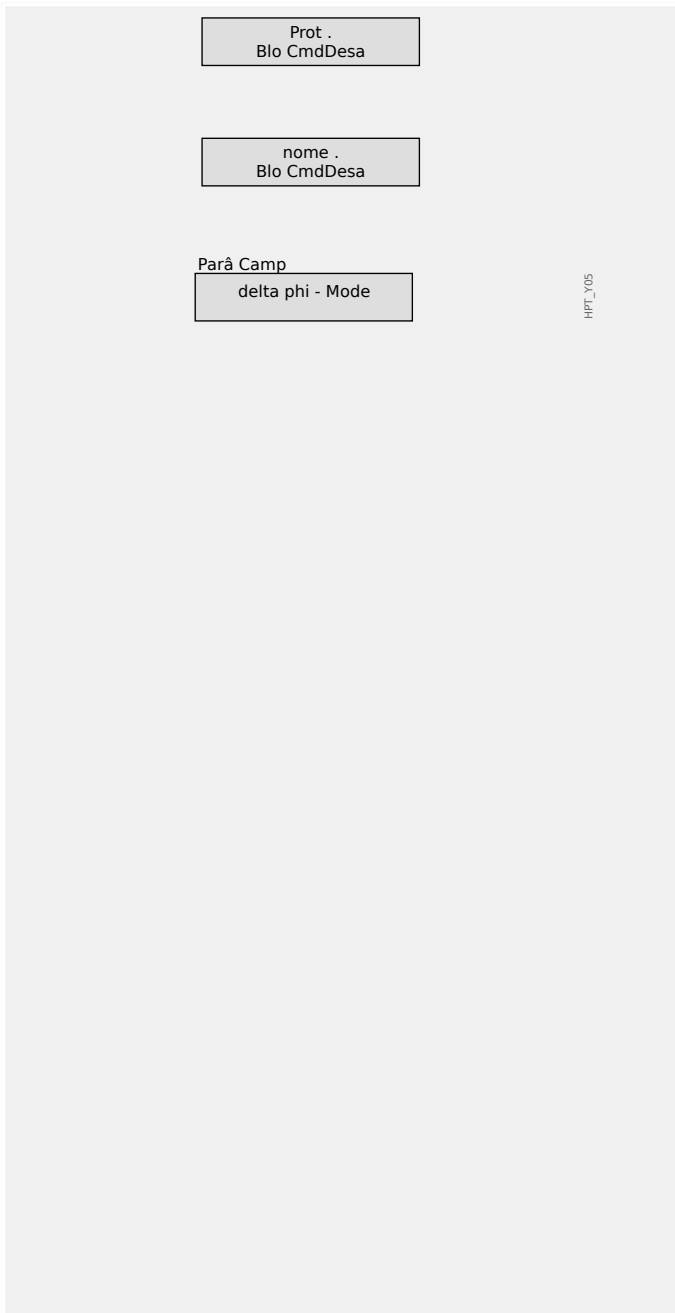 Prot .
Blo CmdDesa
nome .
Blo CmdDesa
Parâ Camp
delta phi - Mode
HPT_Y05